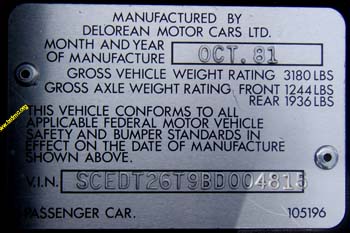 MANUFACTURED BY
DELOREAN MOTOR CARS LTD.
MONTH AND YEAR
OF MANUFACTURE OCT.81
GROSS VEHICLE WEIGHT RATING 3180 LBS
GROSS AXLE WEIGHT RATING FRONT 1244 LBS
REAR 1936 LBS
THIS VEHICLE CONFORMS TO ALL
APPLICABLE FEDERAL MOTOR VEHICLE
SAFETY AND BUMPER STANDARDS IN
EFFECT ON THE DATE OF MANUFACTURE
SHOWN ABOVE.
V.I.N. SCEDT26T9BD004815
PASSENGER CAR. 105196